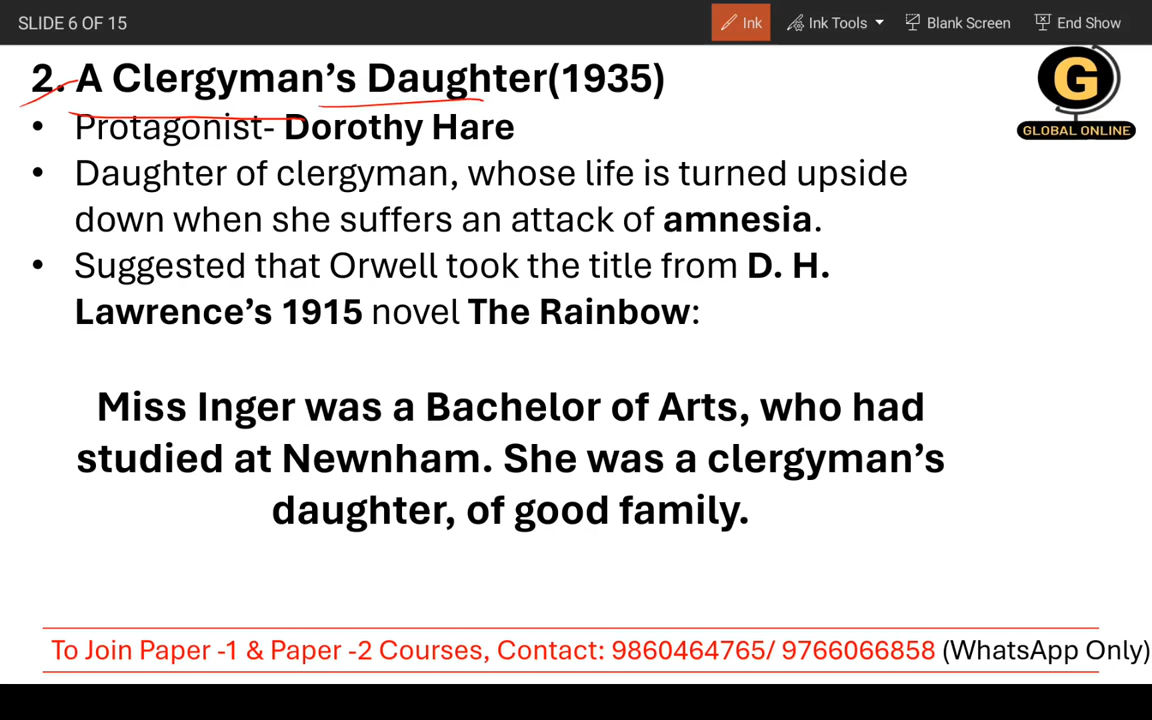 SLIDE 6 OF 15
Ink
Ink Tools
Blank Screen
End Show
2. A Clergyman’s Daughter(1935)
G
GLOBAL ONLINE
• Protagonist- Dorothy Hare
• Daughter of clergyman, whose life is turned upside
down when she suffers an attack of amnesia.
• Suggested that Orwell took the title from D. H.
Lawrence’s 1915 novel The Rainbow:
Miss Inger was a Bachelor of Arts, who had
studied at Newnham. She was a clergyman’s
daughter, of good family.
To Join Paper -1 & Paper -2 Courses, Contact: 9860464765/ 9766066858 (WhatsApp Only)